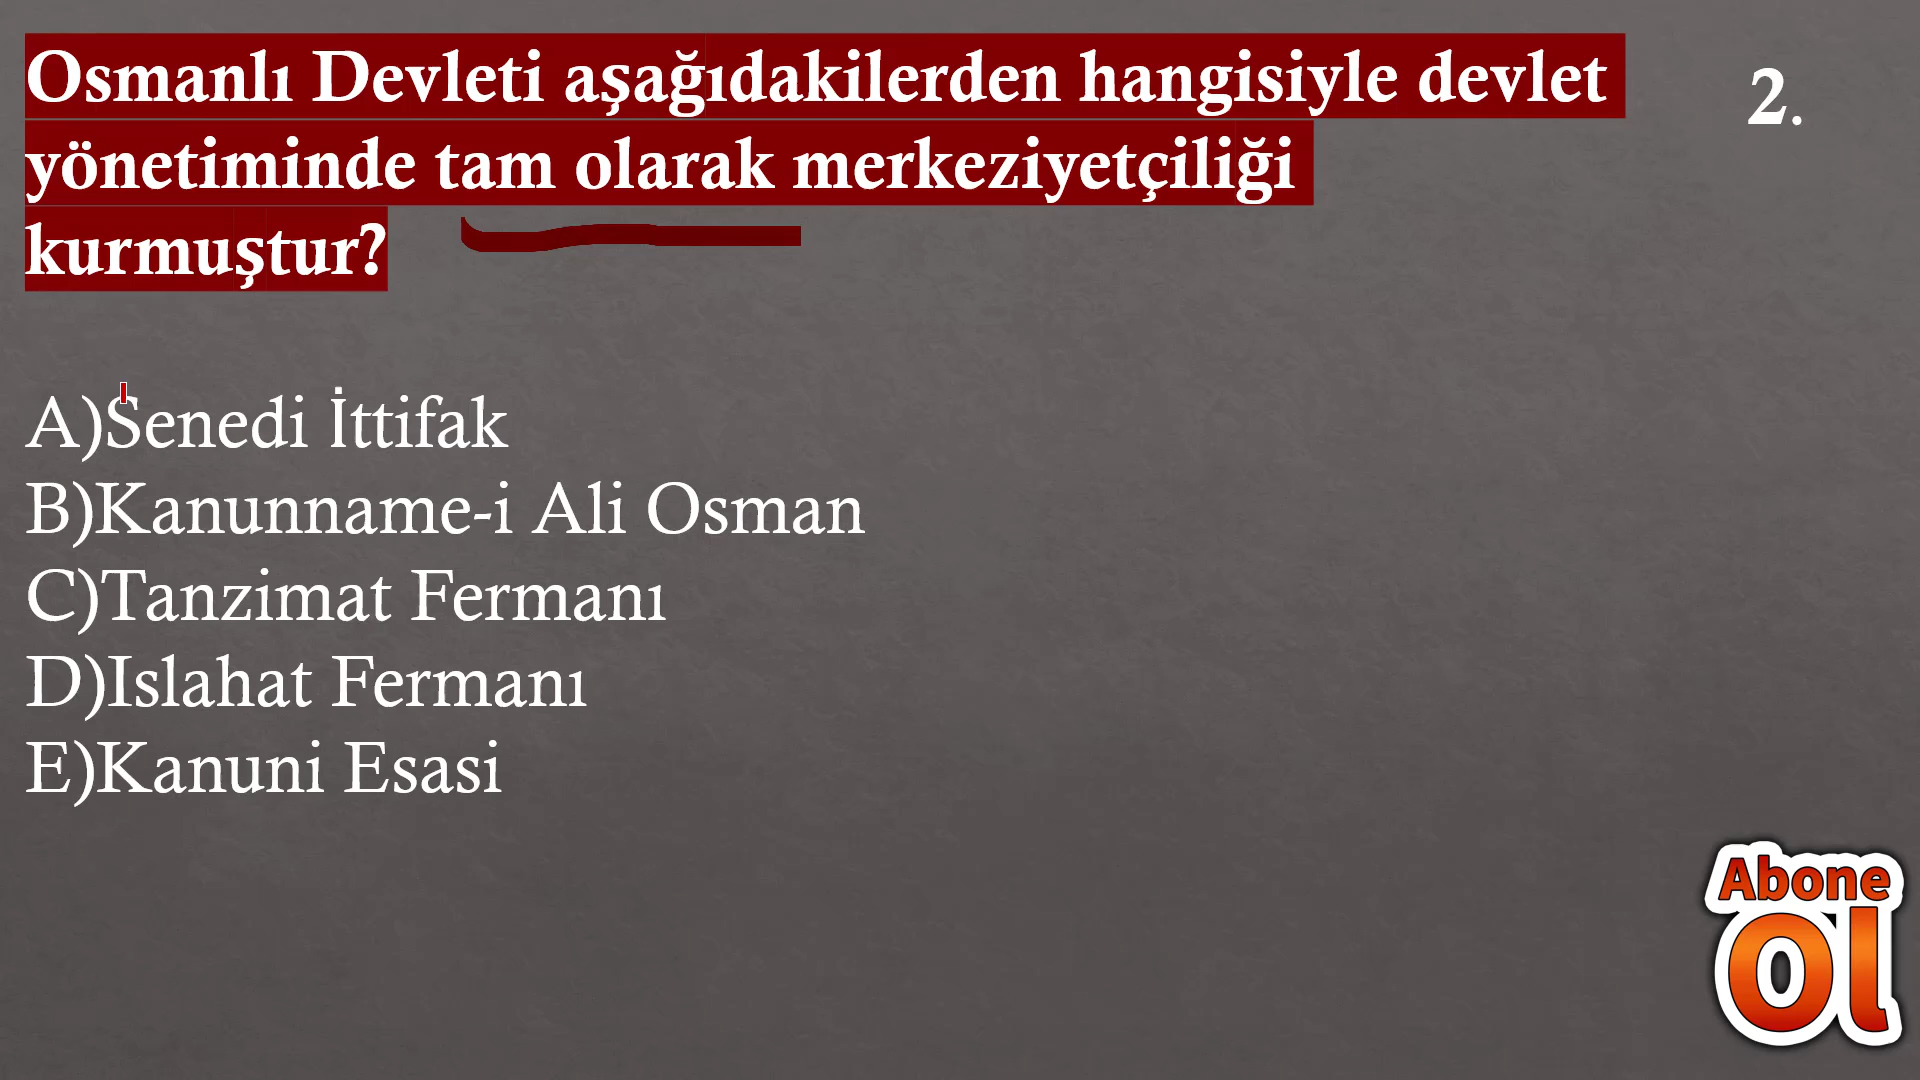 Osmanlı Devleti aşağıdakilerden hangisiyle devlet
yönetiminde tam olarak merkeziyetçiliği
kurmuştur?
2.
A)Senedi İttifak
B)Kanunname-i Ali Osman
C)Tanzimat Fermanı
D)Islahat Fermanı
E)Kanuni Esasi
Abone
Ol